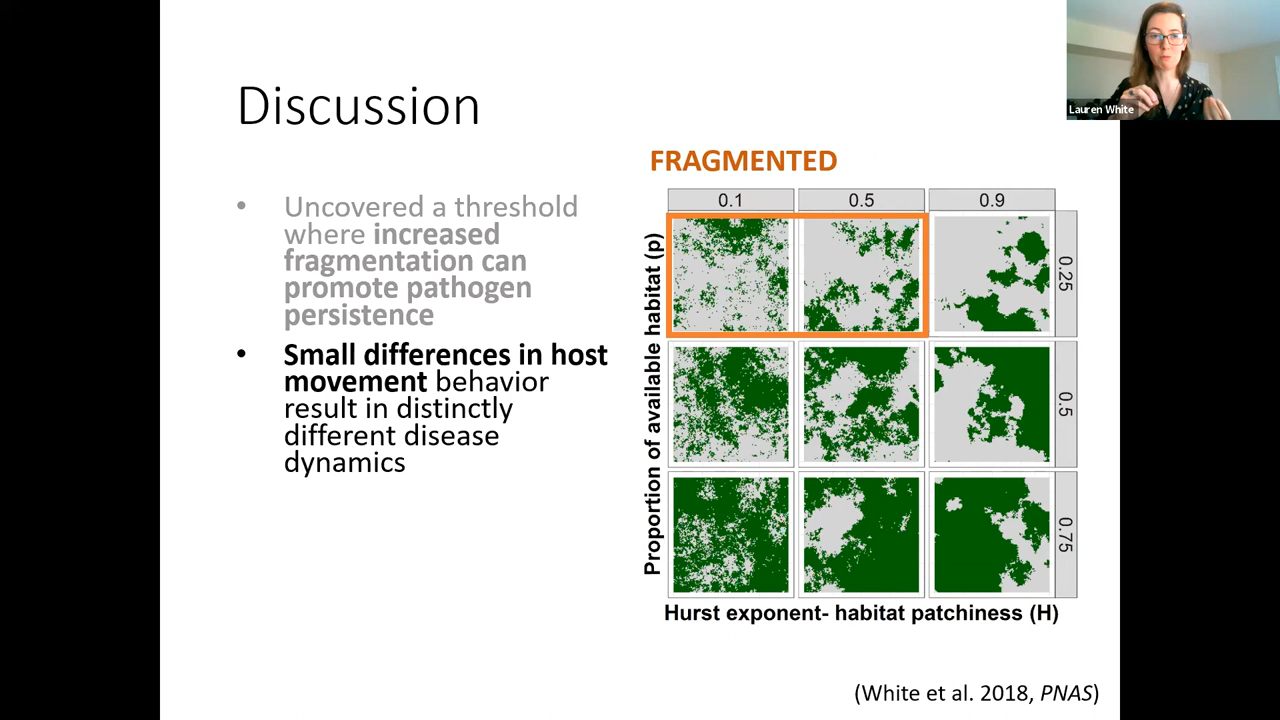 Lauren White
Discussion
• Uncovered a threshold
where increased
fragmentation can
promote pathogen
persistence
• Small differences in host
movement behavior
result in distinctly
different disease
dynamics
FRAGMENTED
0.1 0.5 0.9
Proportion of available habitat (p)
0.25
0.5
0.75
Hurst exponent- habitat patchiness (H)
(White et al. 2018, PNAS)